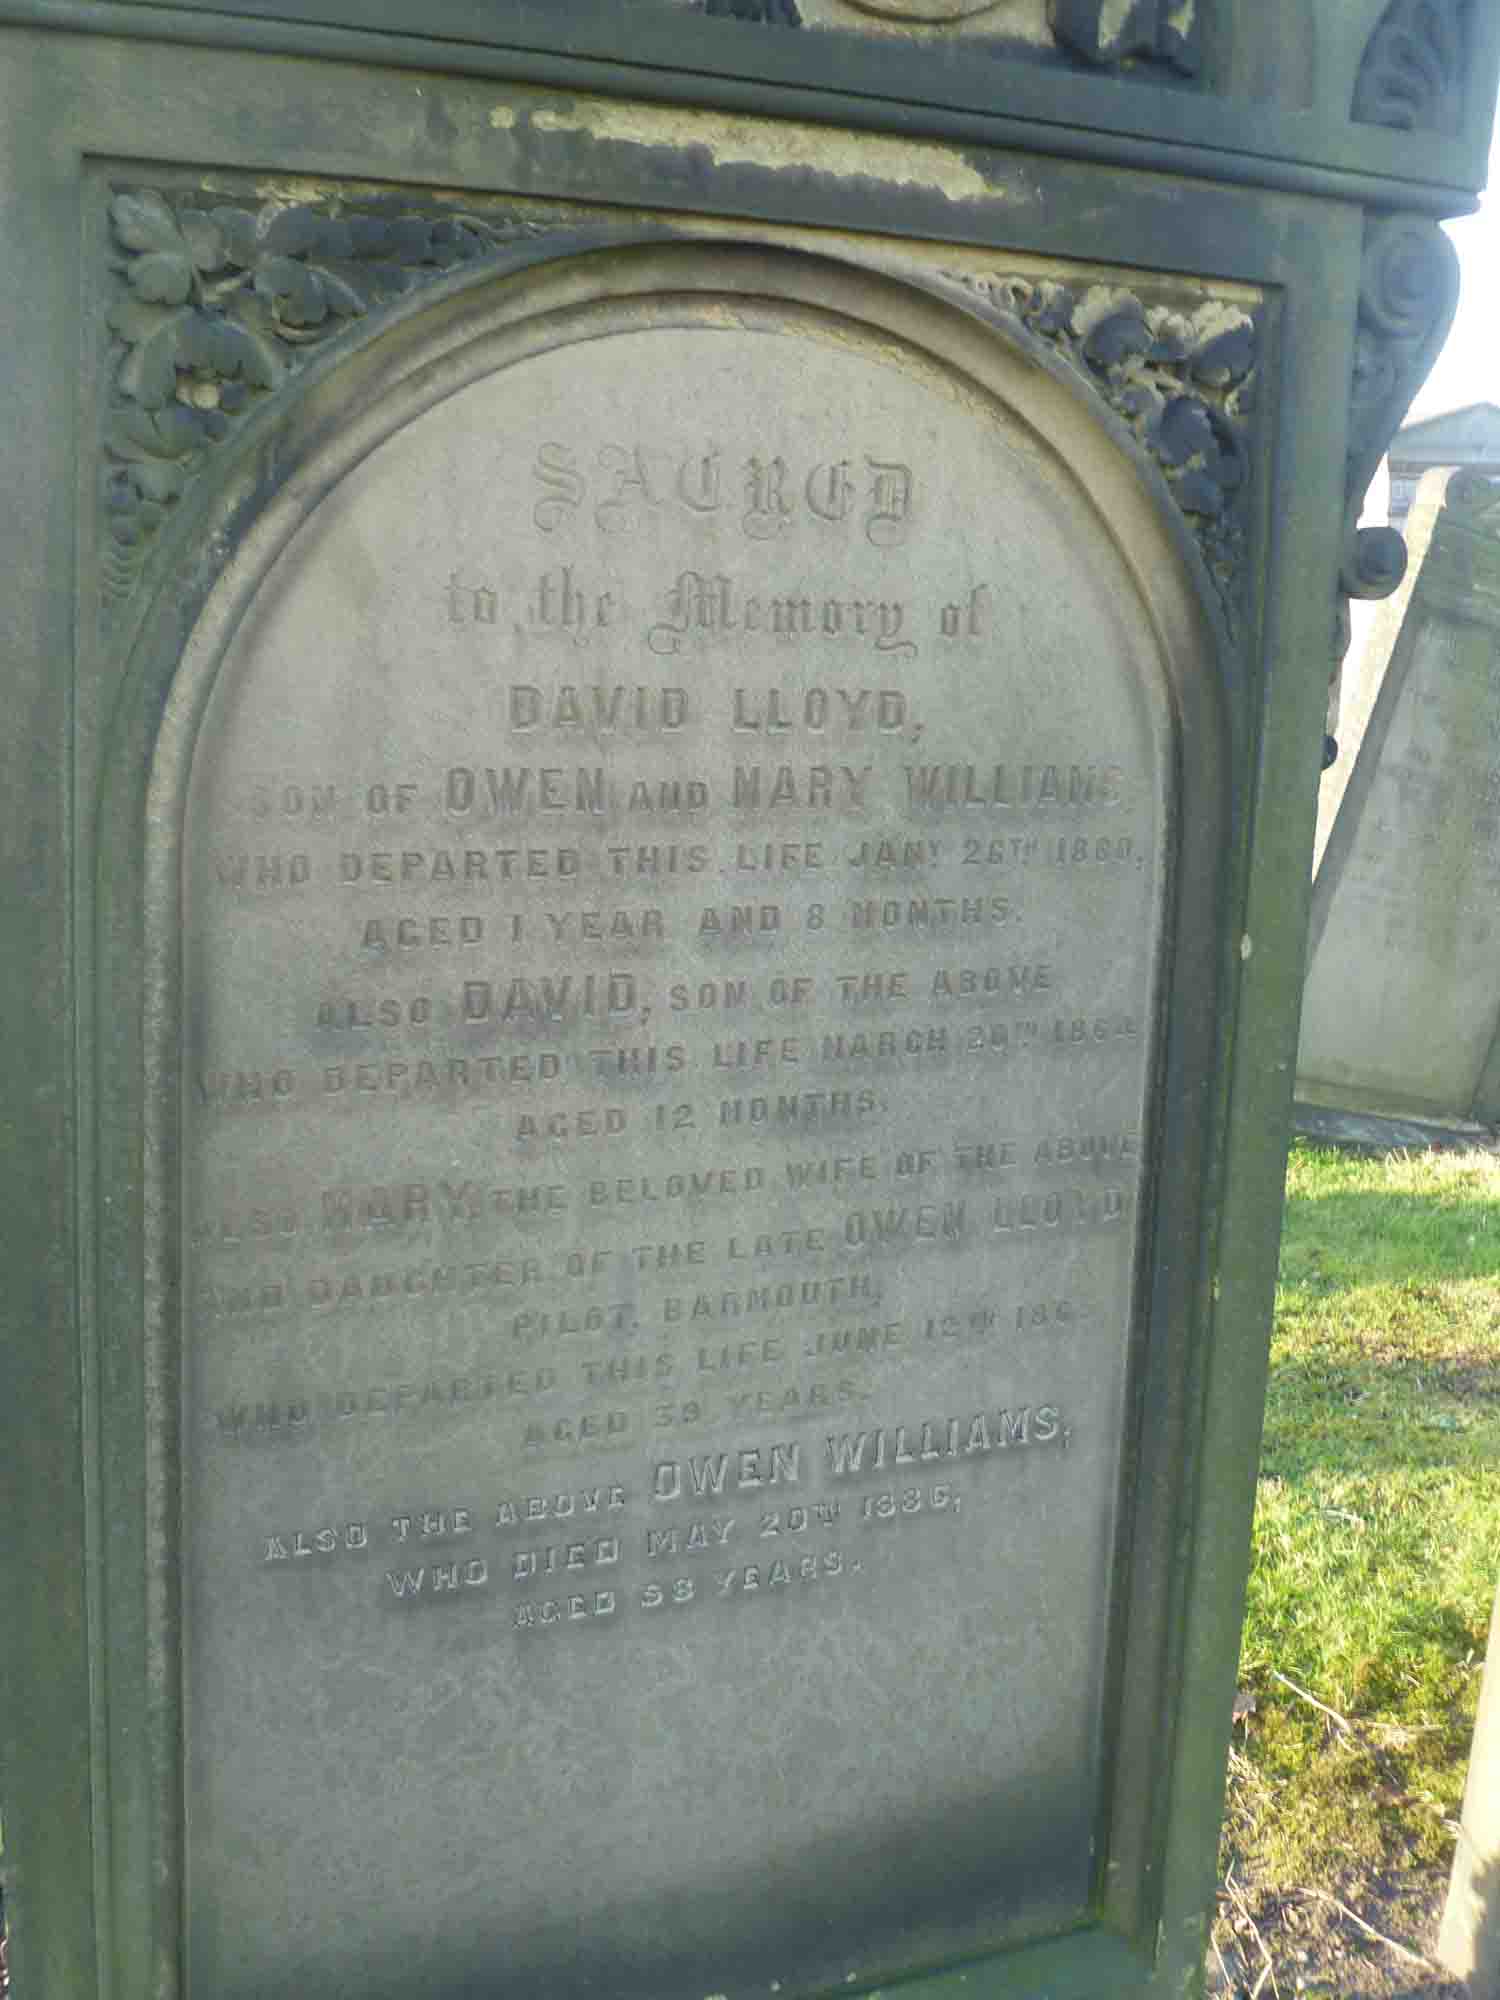 SACRED
to the Memory of
DAVID LLOYD,
SON OF OWEN AND MARY WILLIAMS,
WHO DEPARTED THIS LIFE JANY 26TH 1860,
AGED 1 YEAR AND 8 MONTHS.
ALSO DAVID, SON OF THE ABOVE
WHO DEPARTED THIS LIFE MARCH
AGED 12 MONTHS.
ALSO MARY, THE BELOVED WIFE OF THE ABOVE
AND DAUGHTER OF THE LATE OWEN LLOYD
PILOT, BARMOUTH,
WHO DEPARTED THIS LIFE JUNE 12TH
AGED 39 YEARS.
ALSO THE ABOVE OWEN WILLIAMS,
WHO DIED MAY 20TH 1886,
AGED YEARS.